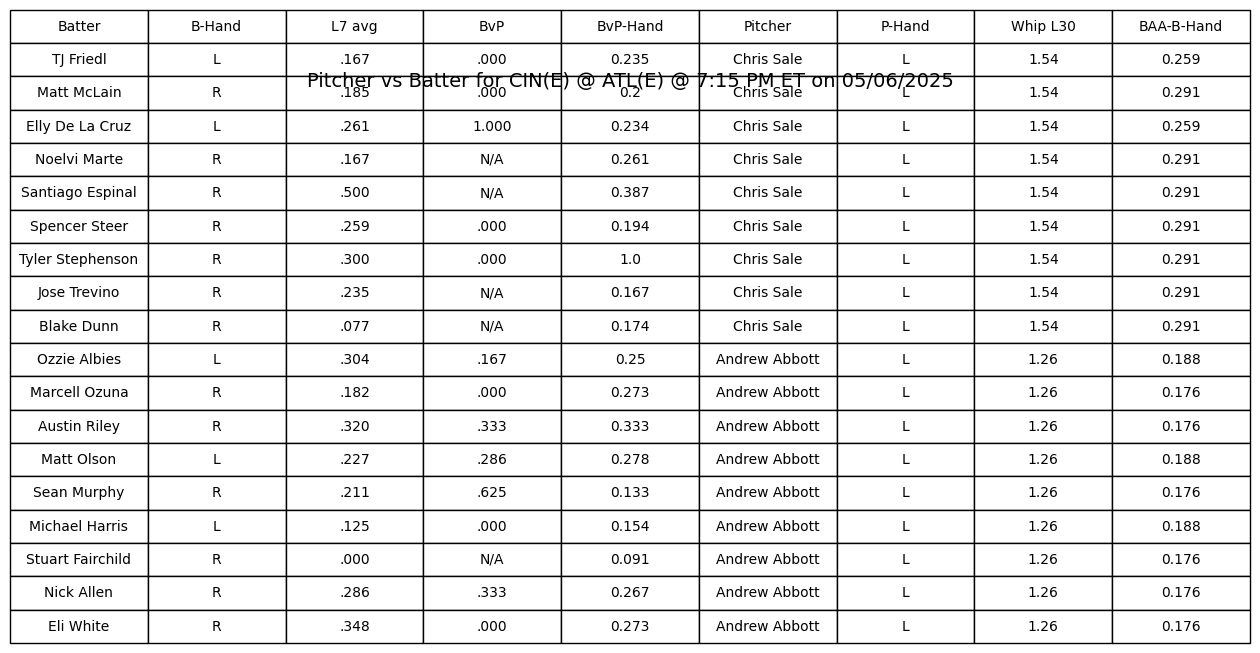 Batter B-Hand L7 avg BvP BvP-Hand Pitcher P-Hand Whip L30 BAA-B-Hand
TJ Friedl L .167 .000 0.235 Chris Sale L 1.54 0.259
Pitcher vs Batter for CIN(E) @ ATL(E) @ 7:15 PM ET on 05/06/2025
Matt McLain R .185 .000 0.2 Chris Sale L 1.54 0.291
Elly De La Cruz L .261 1.000 0.234 Chris Sale L 1.54 0.259
Noelvi Marte R .167 N/A 0.261 Chris Sale L 1.54 0.291
Santiago Espinal R .500 N/A 0.387 Chris Sale L 1.54 0.291
Spencer Steer R .259 .000 0.194 Chris Sale L 1.54 0.291
Tyler Stephenson R .300 .000 1.0 Chris Sale L 1.54 0.291
Jose Trevino R .235 N/A 0.167 Chris Sale L 1.54 0.291
Blake Dunn R .077 N/A 0.174 Chris Sale L 1.54 0.291
Ozzie Albies L .304 .167 0.25 Andrew Abbott L 1.26 0.188
Marcell Ozuna R .182 .000 0.273 Andrew Abbott L 1.26 0.176
Austin Riley R .320 .333 0.333 Andrew Abbott L 1.26 0.176
Matt Olson L .227 .286 0.278 Andrew Abbott L 1.26 0.188
Sean Murphy R .211 .625 0.133 Andrew Abbott L 1.26 0.176
Michael Harris L .125 .000 0.154 Andrew Abbott L 1.26 0.188
Stuart Fairchild R .000 N/A 0.091 Andrew Abbott L 1.26 0.176
Nick Allen R .286 .333 0.267 Andrew Abbott L 1.26 0.176
Eli White R .348 .000 0.273 Andrew Abbott L 1.26 0.176